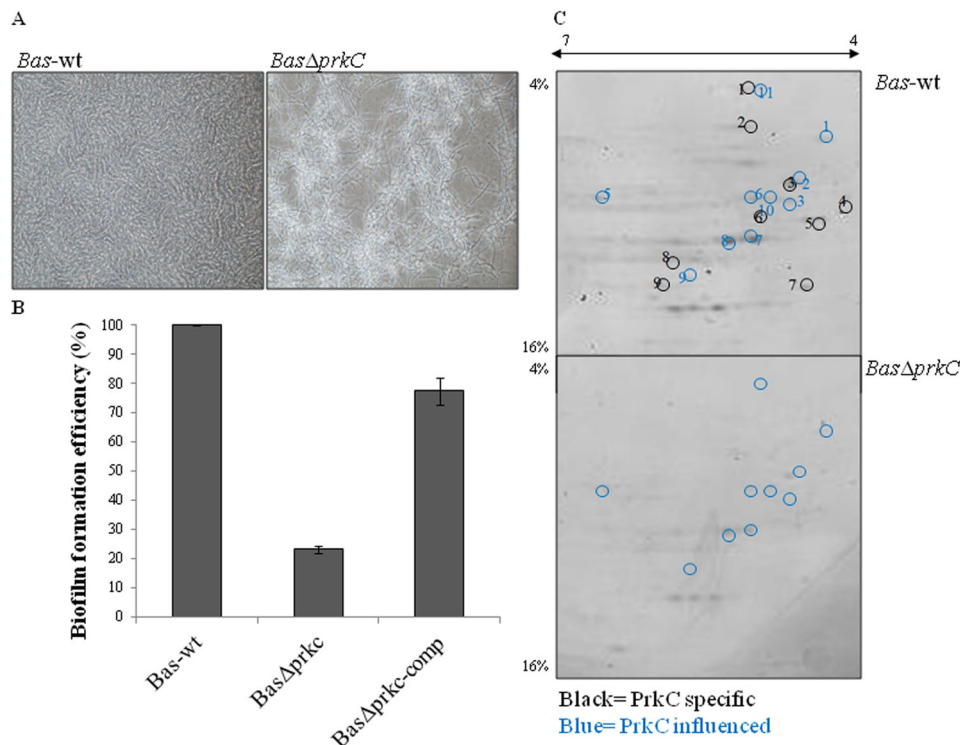 A
Bas-wt
BasΔprkC
B
Biofilm formation efficiency (%)
100
90
80
70
60
50
40
30
20
10
0
Bas-wt
BasΔprkc
BasΔprkc-comp
C
7
4
4%
Bas-wt
1
11
2
1
3
2
5
6
3
4
10
6
5
8
7
8
9
9
7
16%
4%
BasΔprkC
16%
Black= PrkC specific
Blue= PrkC influenced